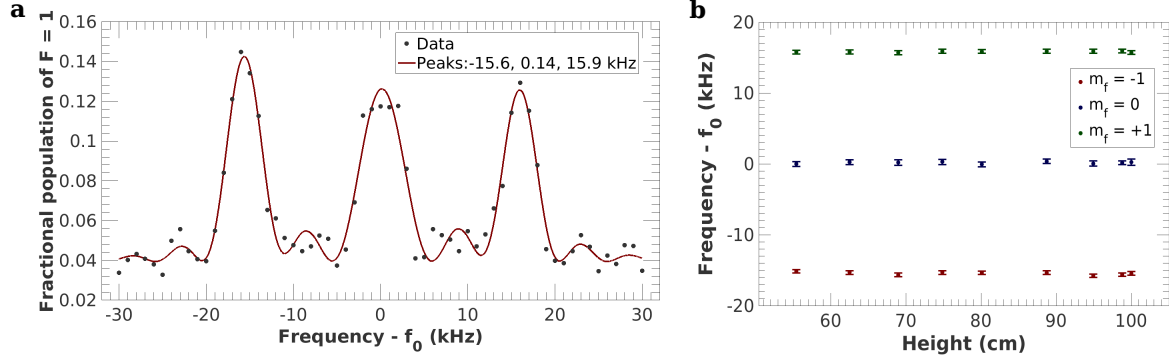 a
Fractional population of F = 1
0.16
0.14
0.12
0.1
0.08
0.06
0.04
0.02
Data
Peaks:-15.6, 0.14, 15.9 kHz
-30
-20
-10
0
10
20
30
Frequency - f0 (kHz)
b
Frequency - f0 (kHz)
20
10
0
-10
-20
mf = -1
mf = 0
mf = +1
60
70
80
90
100
Height (cm)